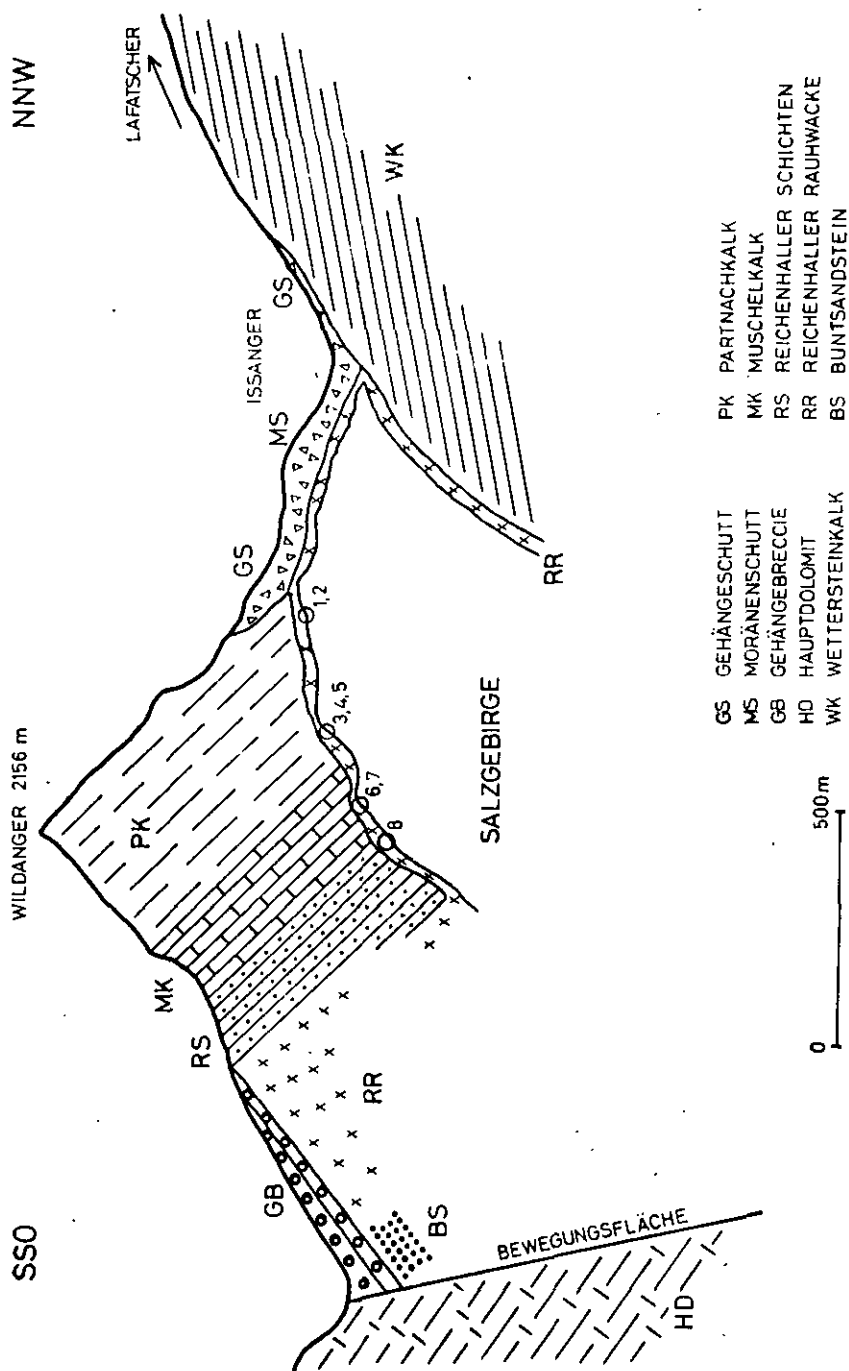 SSO
NNW
WILDANGER 2156 m
LAFATSCHER
ISSANGER
GS
MS
GS
PK
MK
RS
GB
RR
BS
WK
RR
1,2
3,4,5
6,7
8
SALZGEBIRGE
BEWEGUNGSFLÄCHE
HD
0 500m
GS GEHÄNGESCHUTT
MS MORÄNENSCHUTT
GB GEHÄNGEBRECCIE
HD HAUPTDOLOMIT
WK WETTERSTEINKALK
PK PARTNACHKALK
MK MUSCHELKALK
RS REICHENHALLER SCHICHTEN
RR REICHENHALLER RAUHWACKE
BS BUNTSANDSTEIN